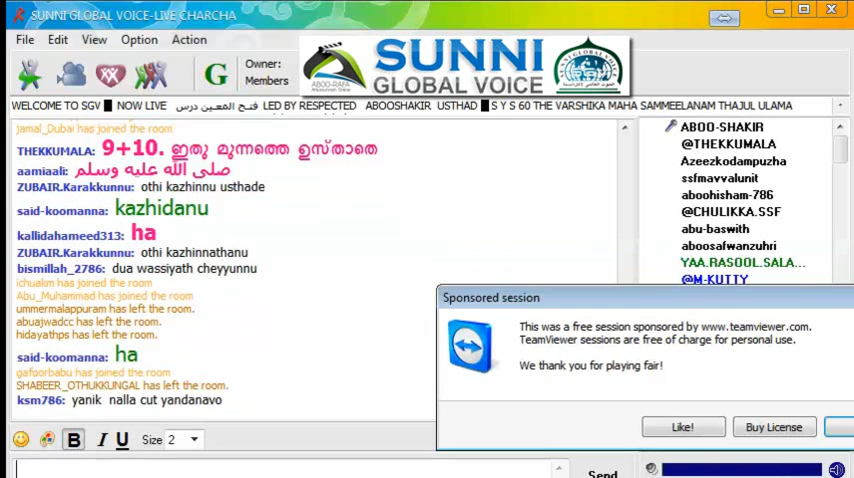 SUNNI GLOBAL VOICE-LIVE CHARCHA
File Edit View Option Action
G
Owner:
Members
ABOO-RAFA
SUNNI
GLOBAL VOICE
WELCOME TO SGV █ NOW LIVE فتح المعين درس LED BY RESPECTED ABOOSHAKIR USTHAD █ S Y S 60 THE VARSHIKA MAHA SAMMEELANAM THAJUL ULAMA
jamal_Dubai has joined the room
THEKKUMALA: 9+10. ഇതു മുന്നത്തെ ഉസ്താതെ
aamiaali: صلى الله عليه وسلم
ZUBAIR.Karakkunnu: othi kazhinnu usthade
said-koomanna: kazhidanu
kallidahameed313: ha
ZUBAIR.Karakkunnu: othi kazhinnathanu
bismillah_2786: dua wassiyath cheyyunnu
ichualm has joined the room
Abu_Muhammad has joined the room
ummermalappuram has left the room.
abuajwadcc has left the room.
hidayathps has left the room.
said-koomanna: ha
gafoorbabu has joined the room
SHABEER_OTHUKKUNGAL has left the room.
ksm786: yanik nalla cut yandanavo
ABOO-SHAKIR
@THEKKUMALA
Azeezkodampuzha
ssfmavvalunit
aboohisham-786
@CHULIKKA.SSF
abu-baswith
aboosafwanzuhri
YAA.RASOOL.SALA...
@M-KUTTY
Sponsored session
This was a free session sponsored by www.teamviewer.com.
TeamViewer sessions are free of charge for personal use.
We thank you for playing fair!
Like! Buy License
B I U Size 2
Send